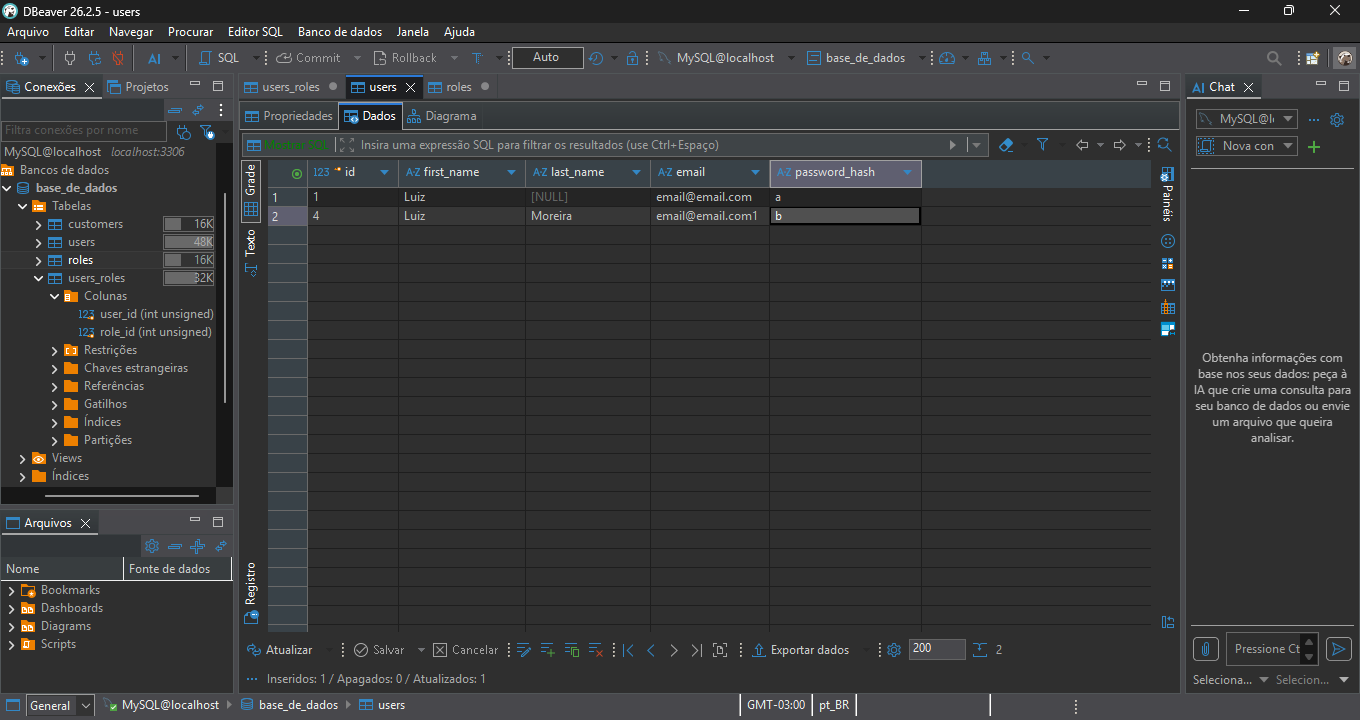 DBeaver 26.2.5 - users
Arquivo Editar Navegar Procurar Editor SQL Banco de dados Janela Ajuda
AI SQL Commit Rollback T Auto MySQL@localhost base_de_dados
Conexões Projetos
Filtra conexões por nome
MySQL@localhost localhost:3306
Bancos de dados
base_de_dados
Tabelas
customers 16K
users 48K
roles 16K
users_roles 32K
Colunas
123 user_id (int unsigned)
123 role_id (int unsigned)
Restrições
Chaves estrangeiras
Referências
Gatilhos
Índices
Partições
Views
Índices
Arquivos
Nome Fonte de dados
Bookmarks
Dashboards
Diagrams
Scripts
users_roles users roles
Propriedades Dados Diagrama
Mostrar SQL Insira uma expressão SQL para filtrar os resultados (use Ctrl+Espaço)
Grade
Texto
Registro
123 id A-Z first_name A-Z last_name A-Z email A-Z password_hash
1 1 Luiz [NULL] email@email.com a
2 4 Luiz Moreira email@email.com1 b
Painéis
Atualizar Salvar Cancelar Exportar dados 200 2
Inseridos: 1 / Apagados: 0 / Atualizados: 1
AI Chat
MySQL@l
Nova con
Obtenha informações com
base nos seus dados: peça à
IA que crie uma consulta para
seu banco de dados ou envie
um arquivo que queira
analisar.
Pressione Ct
Seleciona... Selecion...
General MySQL@localhost base_de_dados users GMT-03:00 pt_BR